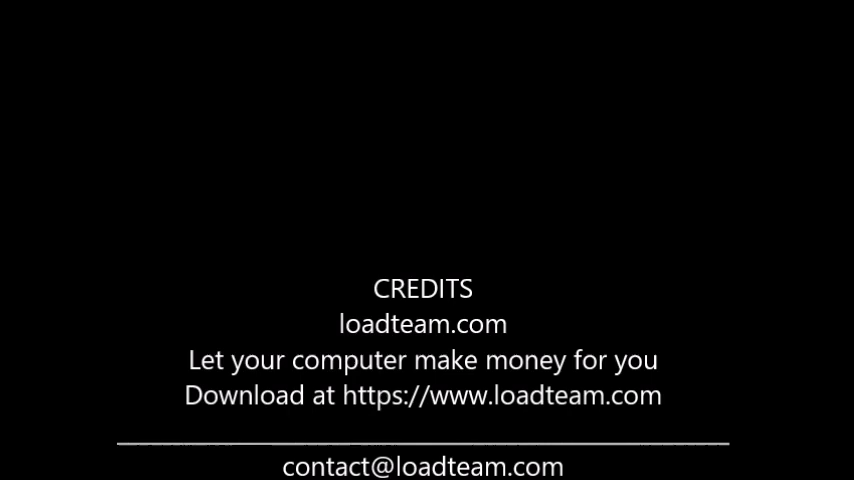 CREDITS
loadteam.com
Let your computer make money for you
Download at https://www.loadteam.com
contact@loadteam.com